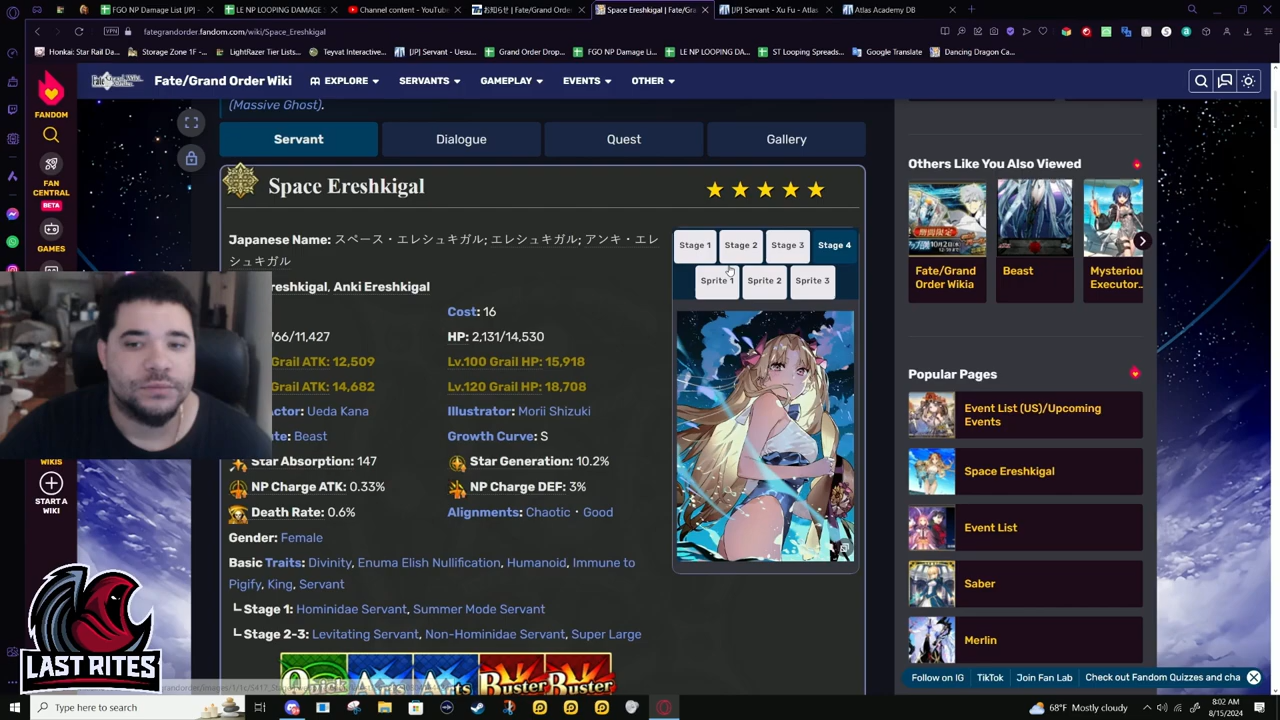 FGO NP Damage List [JP] -
LE NP LOOPING DAMAGE
Channel content - YouTube
お知らせ | Fate/Grand Order
Space Ereshkigal | Fate/Gra
[JP] Servant - Xu Fu - Atlas
Atlas Academy DB
VPN
fategrandorder.fandom.com/wiki/Space_Ereshkigal
Honkai: Star Rail Da...
Storage Zone 1F -...
LightRazer Tier Lists...
Teyvat Interactive...
[JP] Servant - Uesu...
Grand Order Drop...
FGO NP Damage Li...
LE NP LOOPING DA...
ST Looping Spreads...
Google Translate
Dancing Dragon Ca...
FANDOM
Fate/Grand Order Wiki
EXPLORE
SERVANTS
GAMEPLAY
EVENTS
OTHER
(Massive Ghost).
FAN
CENTRAL
BETA
GAMES
Servant
Dialogue
Quest
Gallery
Space Ereshkigal
Japanese Name: スペース・エレシュキガル; エレシュキガル; アンキ・エレ
シュキガル
reshkigal, Anki Ereshkigal
Cost: 16
766/11,427
HP: 2,131/14,530
Grail ATK: 12,509
Lv.100 Grail HP: 15,918
Grail ATK: 14,682
Lv.120 Grail HP: 18,708
Actor: Ueda Kana
Illustrator: Morii Shizuki
te: Beast
Growth Curve: S
Star Absorption: 147
Star Generation: 10.2%
NP Charge ATK: 0.33%
NP Charge DEF: 3%
Death Rate: 0.6%
Alignments: Chaotic・Good
Gender: Female
Basic Traits: Divinity, Enuma Elish Nullification, Humanoid, Immune to
Pigify, King, Servant
Stage 1: Hominidae Servant, Summer Mode Servant
Stage 2-3: Levitating Servant, Non-Hominidae Servant, Super Large
Quick
Arts
Arts
Buster
Buster
Stage 1
Stage 2
Stage 3
Stage 4
Sprite 1
Sprite 2
Sprite 3
Others Like You Also Viewed
Fate/Grand
Order Wikia
Beast
Mysterious
Executor...
Popular Pages
Event List (US)/Upcoming
Events
Space Ereshkigal
Event List
Saber
Merlin
Follow on IG
TikTok
Join Fan Lab
Check out Fandom Quizzes and cha
WIKIS
START A
WIKI
LAST RITES
Type here to search
68°F Mostly cloudy
8:02 AM
8/15/2024